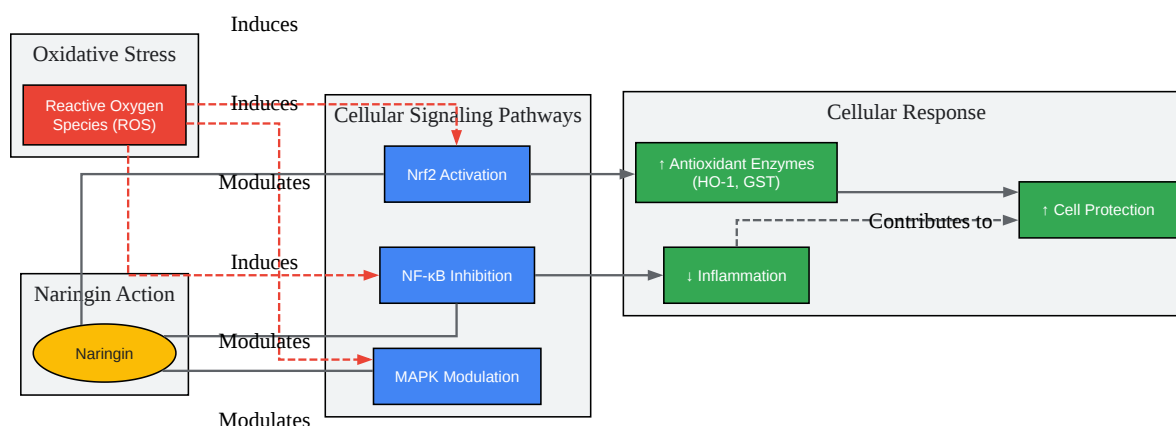 Induces
Oxidative Stress
Reactive Oxygen
Species (ROS)
Induces
Cellular Signaling Pathways
Cellular Response
Nrf2 Activation
↑ Antioxidant Enzymes
(HO-1, GST)
Modulates
↑ Cell Protection
Contributes to
Induces
NF-κB Inhibition
↓ Inflammation
Naringin Action
Naringin
Modulates
MAPK Modulation
Modulates